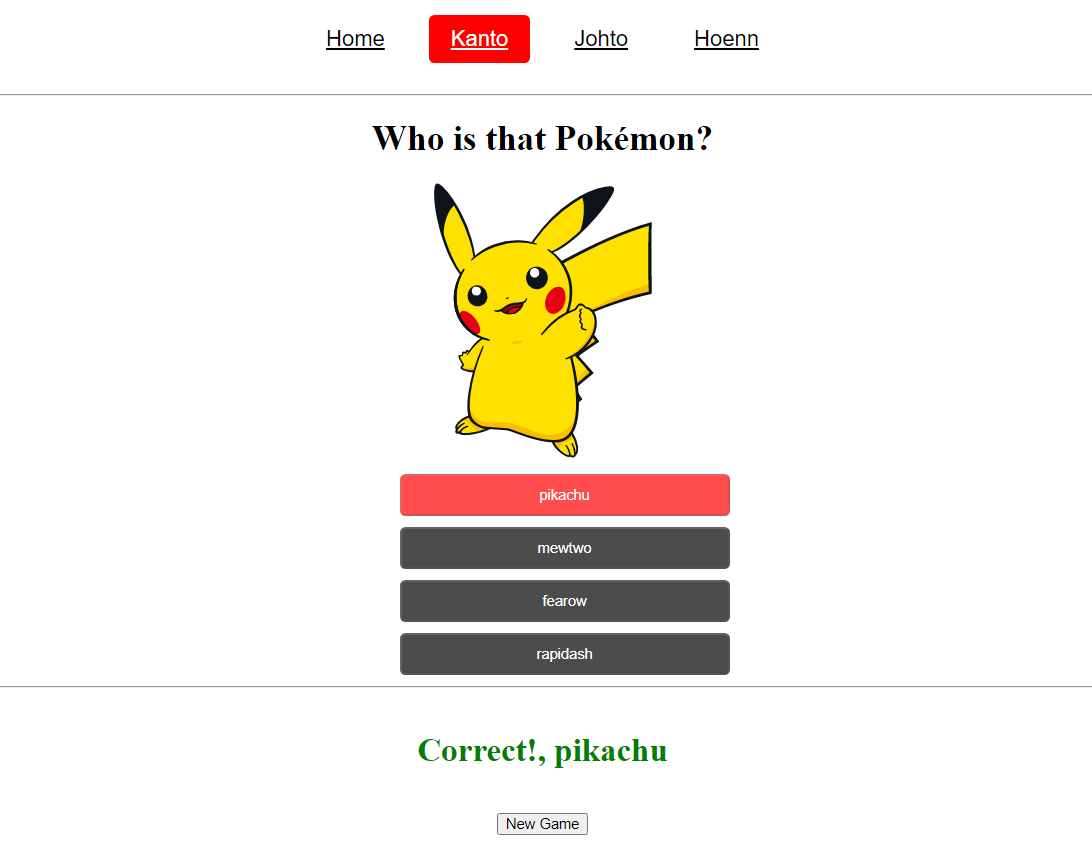 Home Kanto Johto Hoenn
Who is that Pokémon?
pikachu
mewtwo
fearow
rapidash
Correct!, pikachu
New Game